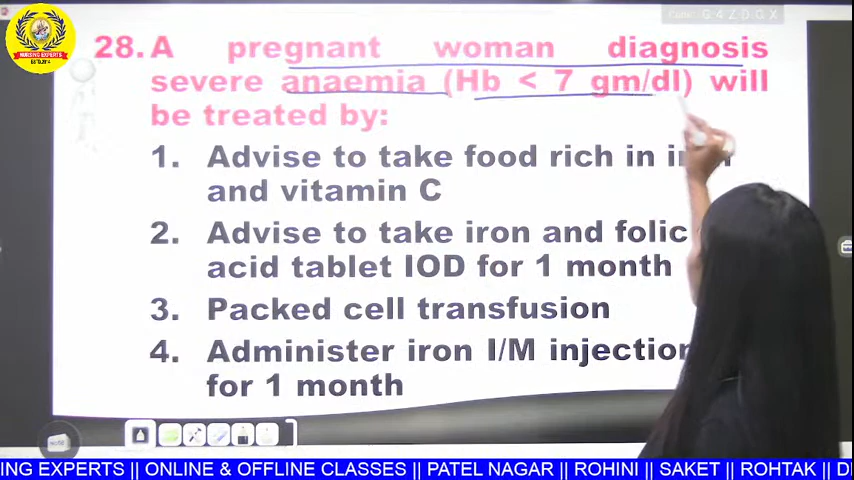 28. A pregnant woman diagnosis
severe anaemia (Hb < 7 gm/dl) will
be treated by:
1. Advise to take food rich in
and vitamin C
2. Advise to take iron and folic
acid tablet IOD for 1 month
3. Packed cell transfusion
4. Administer iron I/M injection
for 1 month
NURSING EXPERTS
ING EXPERTS || ONLINE & OFFLINE CLASSES || PATEL NAGAR || ROHINI || SAKET || ROHTAK || D